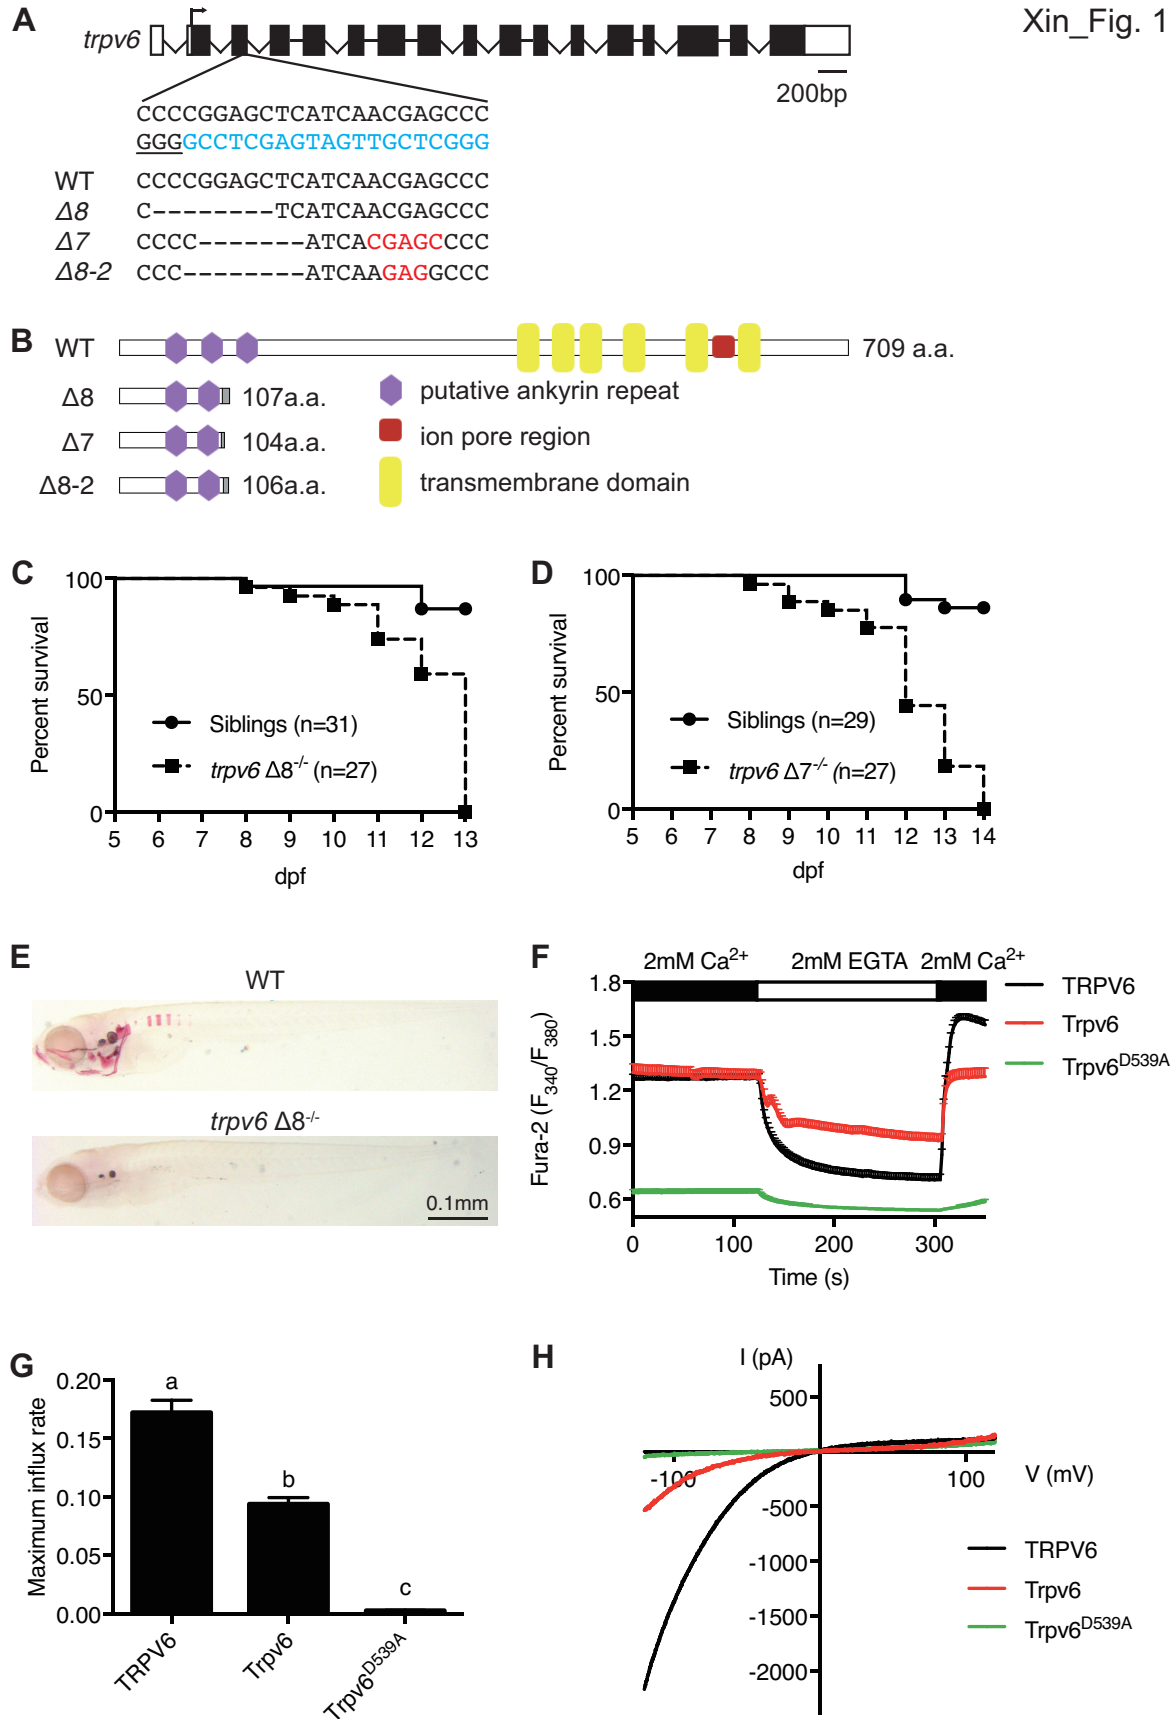 Xin_Fig. 1
A
trpv6
200bp
CCCCGGAGCTCATCAACGAGCCC
GGGGCCTCGAGTAGTTGCTCGGG
WT CCCCGGAGCTCATCAACGAGCCC
Δ8 C--------TCATCAACGAGCCC
Δ7 CCCC-------ATCACGAGCCCC
Δ8-2 CCC--------ATCAAGAGGCCC
B
WT 709 a.a.
Δ8 107a.a.
Δ7 104a.a.
Δ8-2 106a.a.
putative ankyrin repeat
ion pore region
transmembrane domain
C
Percent survival
100
50
0
Siblings (n=31)
trpv6 Δ8-/- (n=27)
5 6 7 8 9 10 11 12 13
dpf
D
Percent survival
100
50
0
Siblings (n=29)
trpv6 Δ7-/- (n=27)
5 6 7 8 9 10 11 12 13 14
dpf
E
WT
trpv6 Δ8-/-
0.1mm
F
2mM Ca2+ 2mM EGTA 2mM Ca2+
Fura-2 (F340/F380)
1.8
1.5
1.2
0.9
0.6
0 100 200 300
Time (s)
TRPV6
Trpv6
Trpv6D539A
G
Maximum influx rate
0.20
0.15
0.10
0.05
0.00
a
b
c
TRPV6
Trpv6
Trpv6D539A
H
I (pA)
500
-100 100
V (mV)
-500
-1000
-1500
-2000
TRPV6
Trpv6
Trpv6D539A